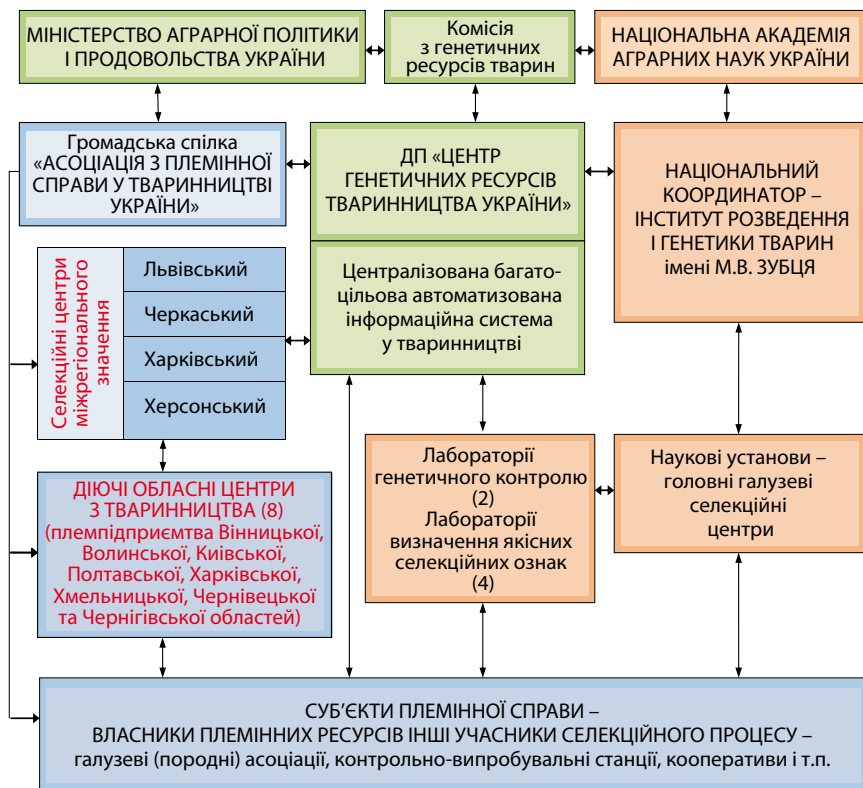 МІНІСТЕРСТВО АГРАРНОЇ ПОЛІТИКИ
І ПРОДОВОЛЬСТВА УКРАЇНИ
Комісія
з генетичних
ресурсів тварин
НАЦІОНАЛЬНА АКАДЕМІЯ
АГРАРНИХ НАУК УКРАЇНИ
Громадська спілка
«АСОЦІАЦІЯ З ПЛЕМІННОЇ
СПРАВИ У ТВАРИННИЦТВІ
УКРАЇНИ»
ДП «ЦЕНТР
ГЕНЕТИЧНИХ РЕСУРСІВ
ТВАРИННИЦТВА УКРАЇНИ»
НАЦІОНАЛЬНИЙ
КООРДИНАТОР –
ІНСТИТУТ РОЗВЕДЕННЯ
І ГЕНЕТИКИ ТВАРИН
імені М.В. ЗУБЦЯ
Селекційні центри
міжрегіонального
значення
Львівський
Черкаський
Харківський
Херсонський
Централізована багато-
цільова автоматизована
інформаційна система
у тваринництві
ДІЮЧІ ОБЛАСНІ ЦЕНТРИ
З ТВАРИННИЦТВА (8)
(племпідприємтва Вінницької,
Волинської, Київської,
Полтавської, Харківської,
Хмельницької, Чернівецької
та Чернігівської областей)
Лабораторії
генетичного контролю
(2)
Лабораторії
визначення якісних
селекційних ознак
(4)
Наукові установи –
головні галузеві
селекційні
центри
СУБ’ЄКТИ ПЛЕМІННОЇ СПРАВИ –
ВЛАСНИКИ ПЛЕМІННИХ РЕСУРСІВ ІНШІ УЧАСНИКИ СЕЛЕКЦІЙНОГО ПРОЦЕСУ –
галузеві (породні) асоціації, контрольно-випробувальні станції, кооперативи і т.п.